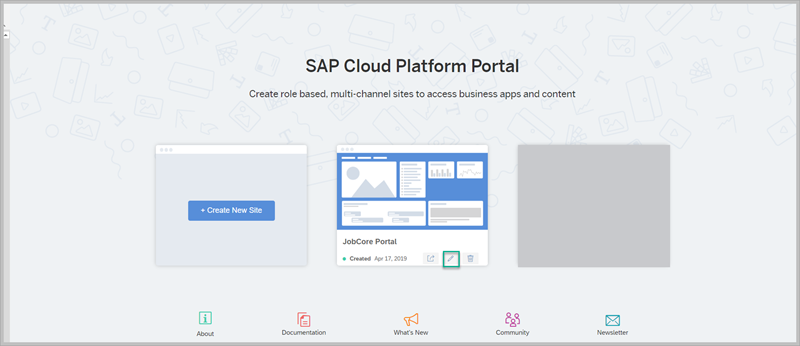 SAP Cloud Platform Portal
Create role based, multi-channel sites to access business apps and content
+ Create New Site
JobCore Portal
Created Apr 17, 2019
About
Documentation
What's New
Community
Newsletter